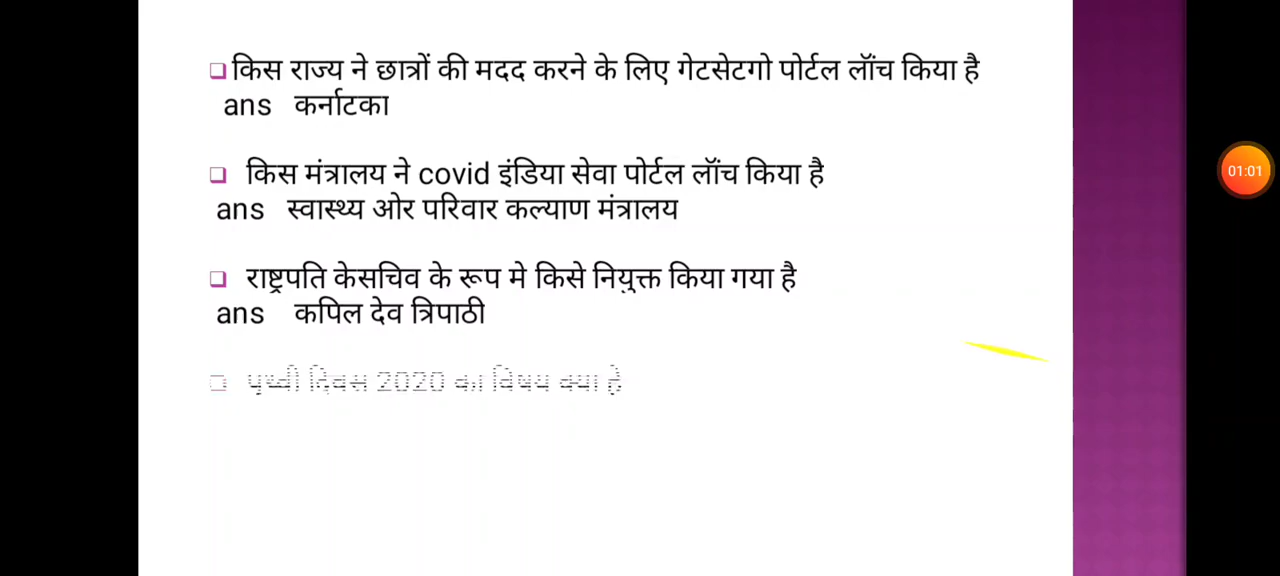 किस राज्य ने छात्रों की मदद करने के लिए गेटसेटगो पोर्टल लॉंच किया है
ans कर्नाटका
किस मंत्रालय ने covid इंडिया सेवा पोर्टल लॉंच किया है
ans स्वास्थ्य ओर परिवार कल्याण मंत्रालय
राष्ट्रपति केसचिव के रूप मे किसे नियुक्त किया गया है
ans कपिल देव त्रिपाठी
पृथ्वी दिवस 2020 का विषय क्या है
01:01